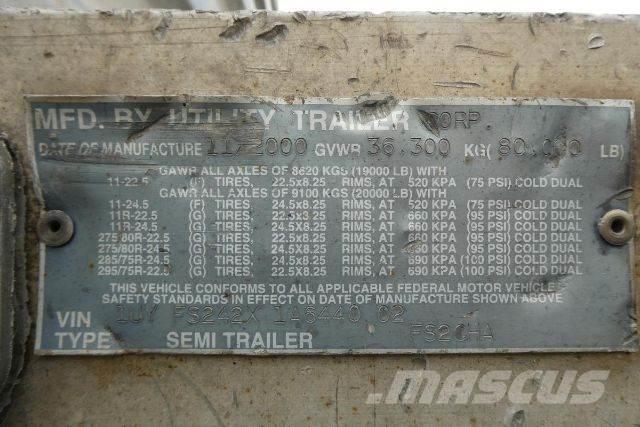 MFD. BY UTILITY TRAILER CORP.
DATE OF MANUFACTURE 11/2000 GVWR 36,300 KG( 80,000 LB)
GAWR ALL AXLES OF 8620 KGS (19000 LB) WITH
11-22.5 (F) TIRES, 22.5x8.25 RIMS, AT 520 KPA (75 PSI) COLD DUAL
GAWR ALL AXLES OF 9100 KGS (20000 LB) WITH
11-24.5 (F) TIRES, 24.5x8.25 RIMS, AT 520 KPA (75 PSI) COLD DUAL
11R-22.5 (G) TIRES, 22.5x8.25 RIMS, AT 660 KPA (95 PSI) COLD DUAL
11R-24.5 (G) TIRES, 24.5X8.25 RIMS, AT 660 KPA (95 PSI) COLD DUAL
275/80R-22.5 (G) TIRES, 22.5X8.25 RIMS, AT 660 KPA (95 PSI) COLD DUAL
275/80R-24.5 (G) TIRES, 24.5X8.25 RIMS, AT 660 KPA (95 PSI) COLD DUAL
285/75R-24.5 (G) TIRES, 24.5X8.25 RIMS, AT 690 KPA (100 PSI) COLD DUAL
295/75R-22.5 (G) TIRES, 22.5X8.25 RIMS, AT 690 KPA (100 PSI) COLD DUAL
THIS VEHICLE CONFORMS TO ALL APPLICABLE FEDERAL MOTOR VEHICLE
SAFETY STANDARDS IN EFFECT ON DATE OF MANUFACTURE SHOWN ABOVE
VIN 1UY FS242X 1A6440 02
TYPE SEMI TRAILER FS2CHA
MASCUS